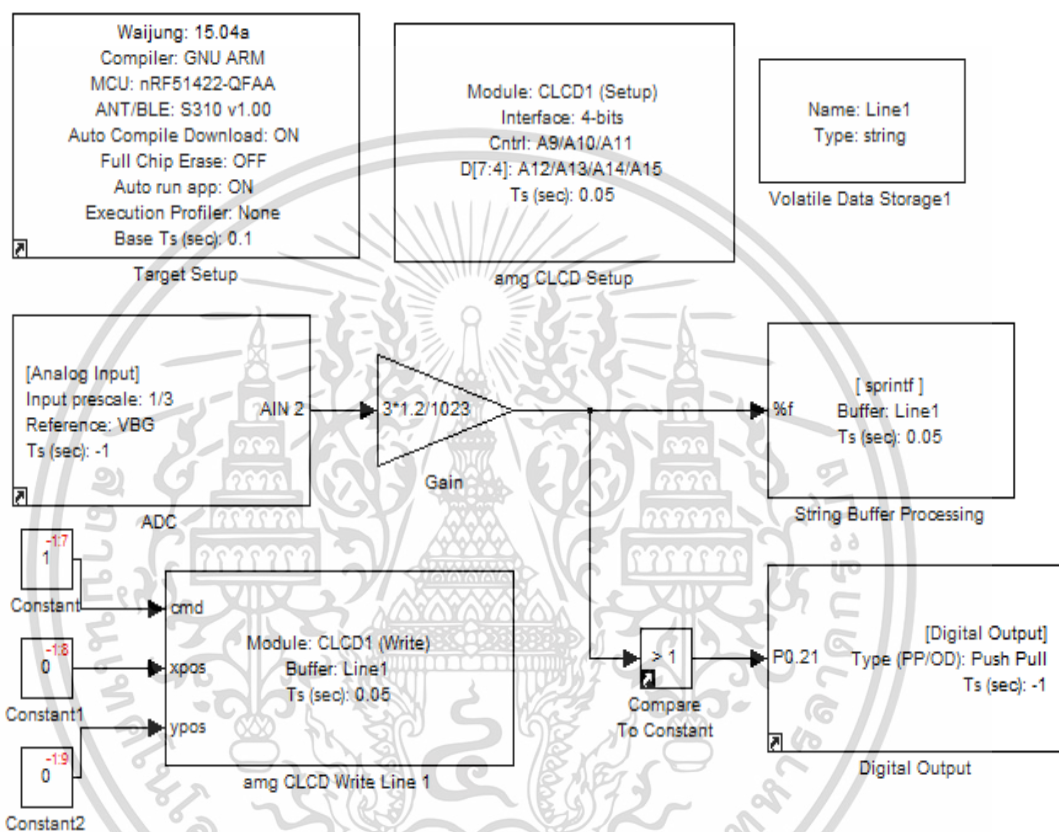 Waijung: 15.04a
Compiler: GNU ARM
MCU: nRF51422-QFAA
ANT/BLE: S310 v1.00
Auto Compile Download: ON
Full Chip Erase: OFF
Auto run app: ON
Execution Profiler: None
Base Ts (sec): 0.1
Target Setup
Module: CLCD1 (Setup)
Interface: 4-bits
Cntrl: A9/A10/A11
D[7:4]: A12/A13/A14/A15
Ts (sec): 0.05
amg CLCD Setup
Name: Line1
Type: string
Volatile Data Storage1
[Analog Input]
Input prescale: 1/3
Reference: VBG
Ts (sec): -1
AIN 2
ADC
3*1.2/1023
Gain
%f
[ sprintf ]
Buffer: Line1
Ts (sec): 0.05
String Buffer Processing
-1:7
1
Constant
-1:8
0
Constant1
-1:9
0
Constant2
cmd
xpos
ypos
Module: CLCD1 (Write)
Buffer: Line1
Ts (sec): 0.05
amg CLCD Write Line 1
> 1
Compare
To Constant
P0.21
[Digital Output]
Type (PP/OD): Push Pull
Ts (sec): -1
Digital Output